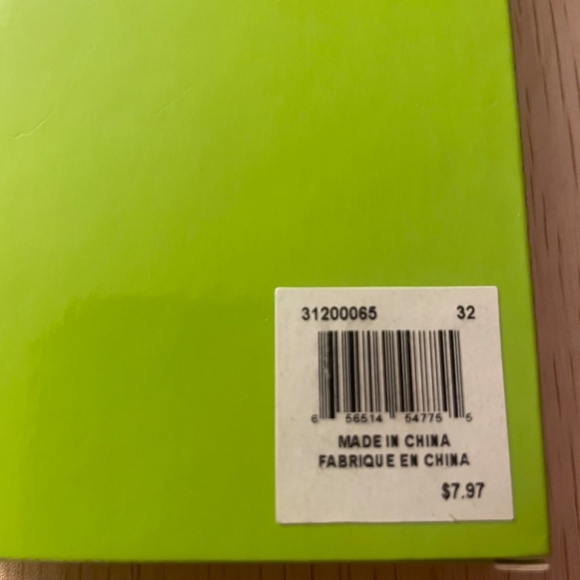 31200065 32
6 56514 54775 5
MADE IN CHINA
FABRIQUE EN CHINA
$7.97